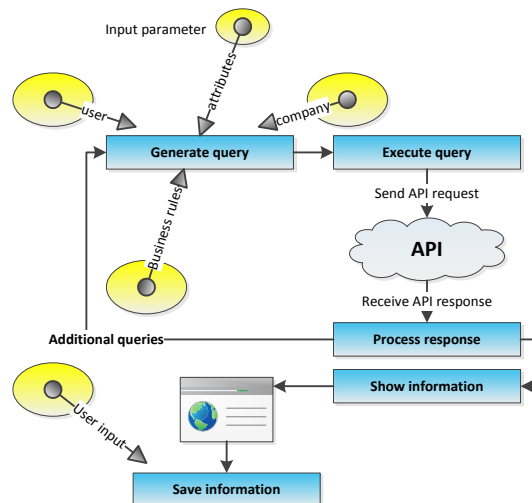 Input parameter
attributes
user
company
Generate query
Execute query
Send API request
Business rules
API
Receive API response
Additional queries
Process response
Show information
User input
Save information